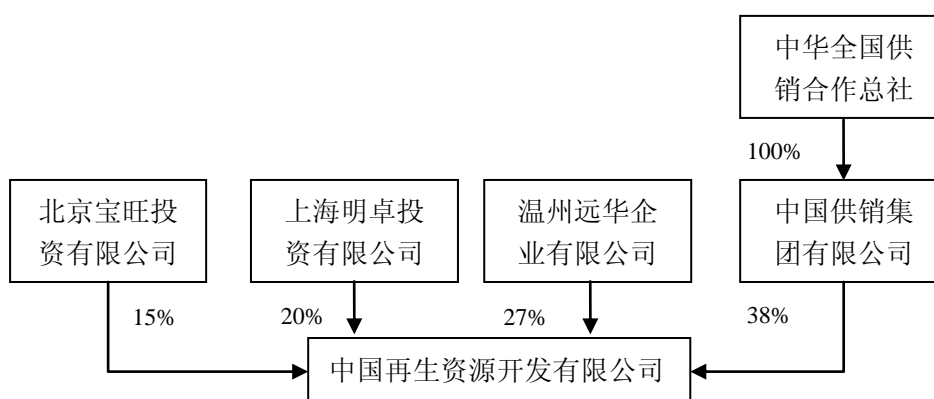 中华全国供
销合作总社
100%
北京宝旺投
资有限公司
上海明卓投
资有限公司
温州远华企
业有限公司
中国供销集
团有限公司
15%
20%
27%
38%
中国再生资源开发有限公司